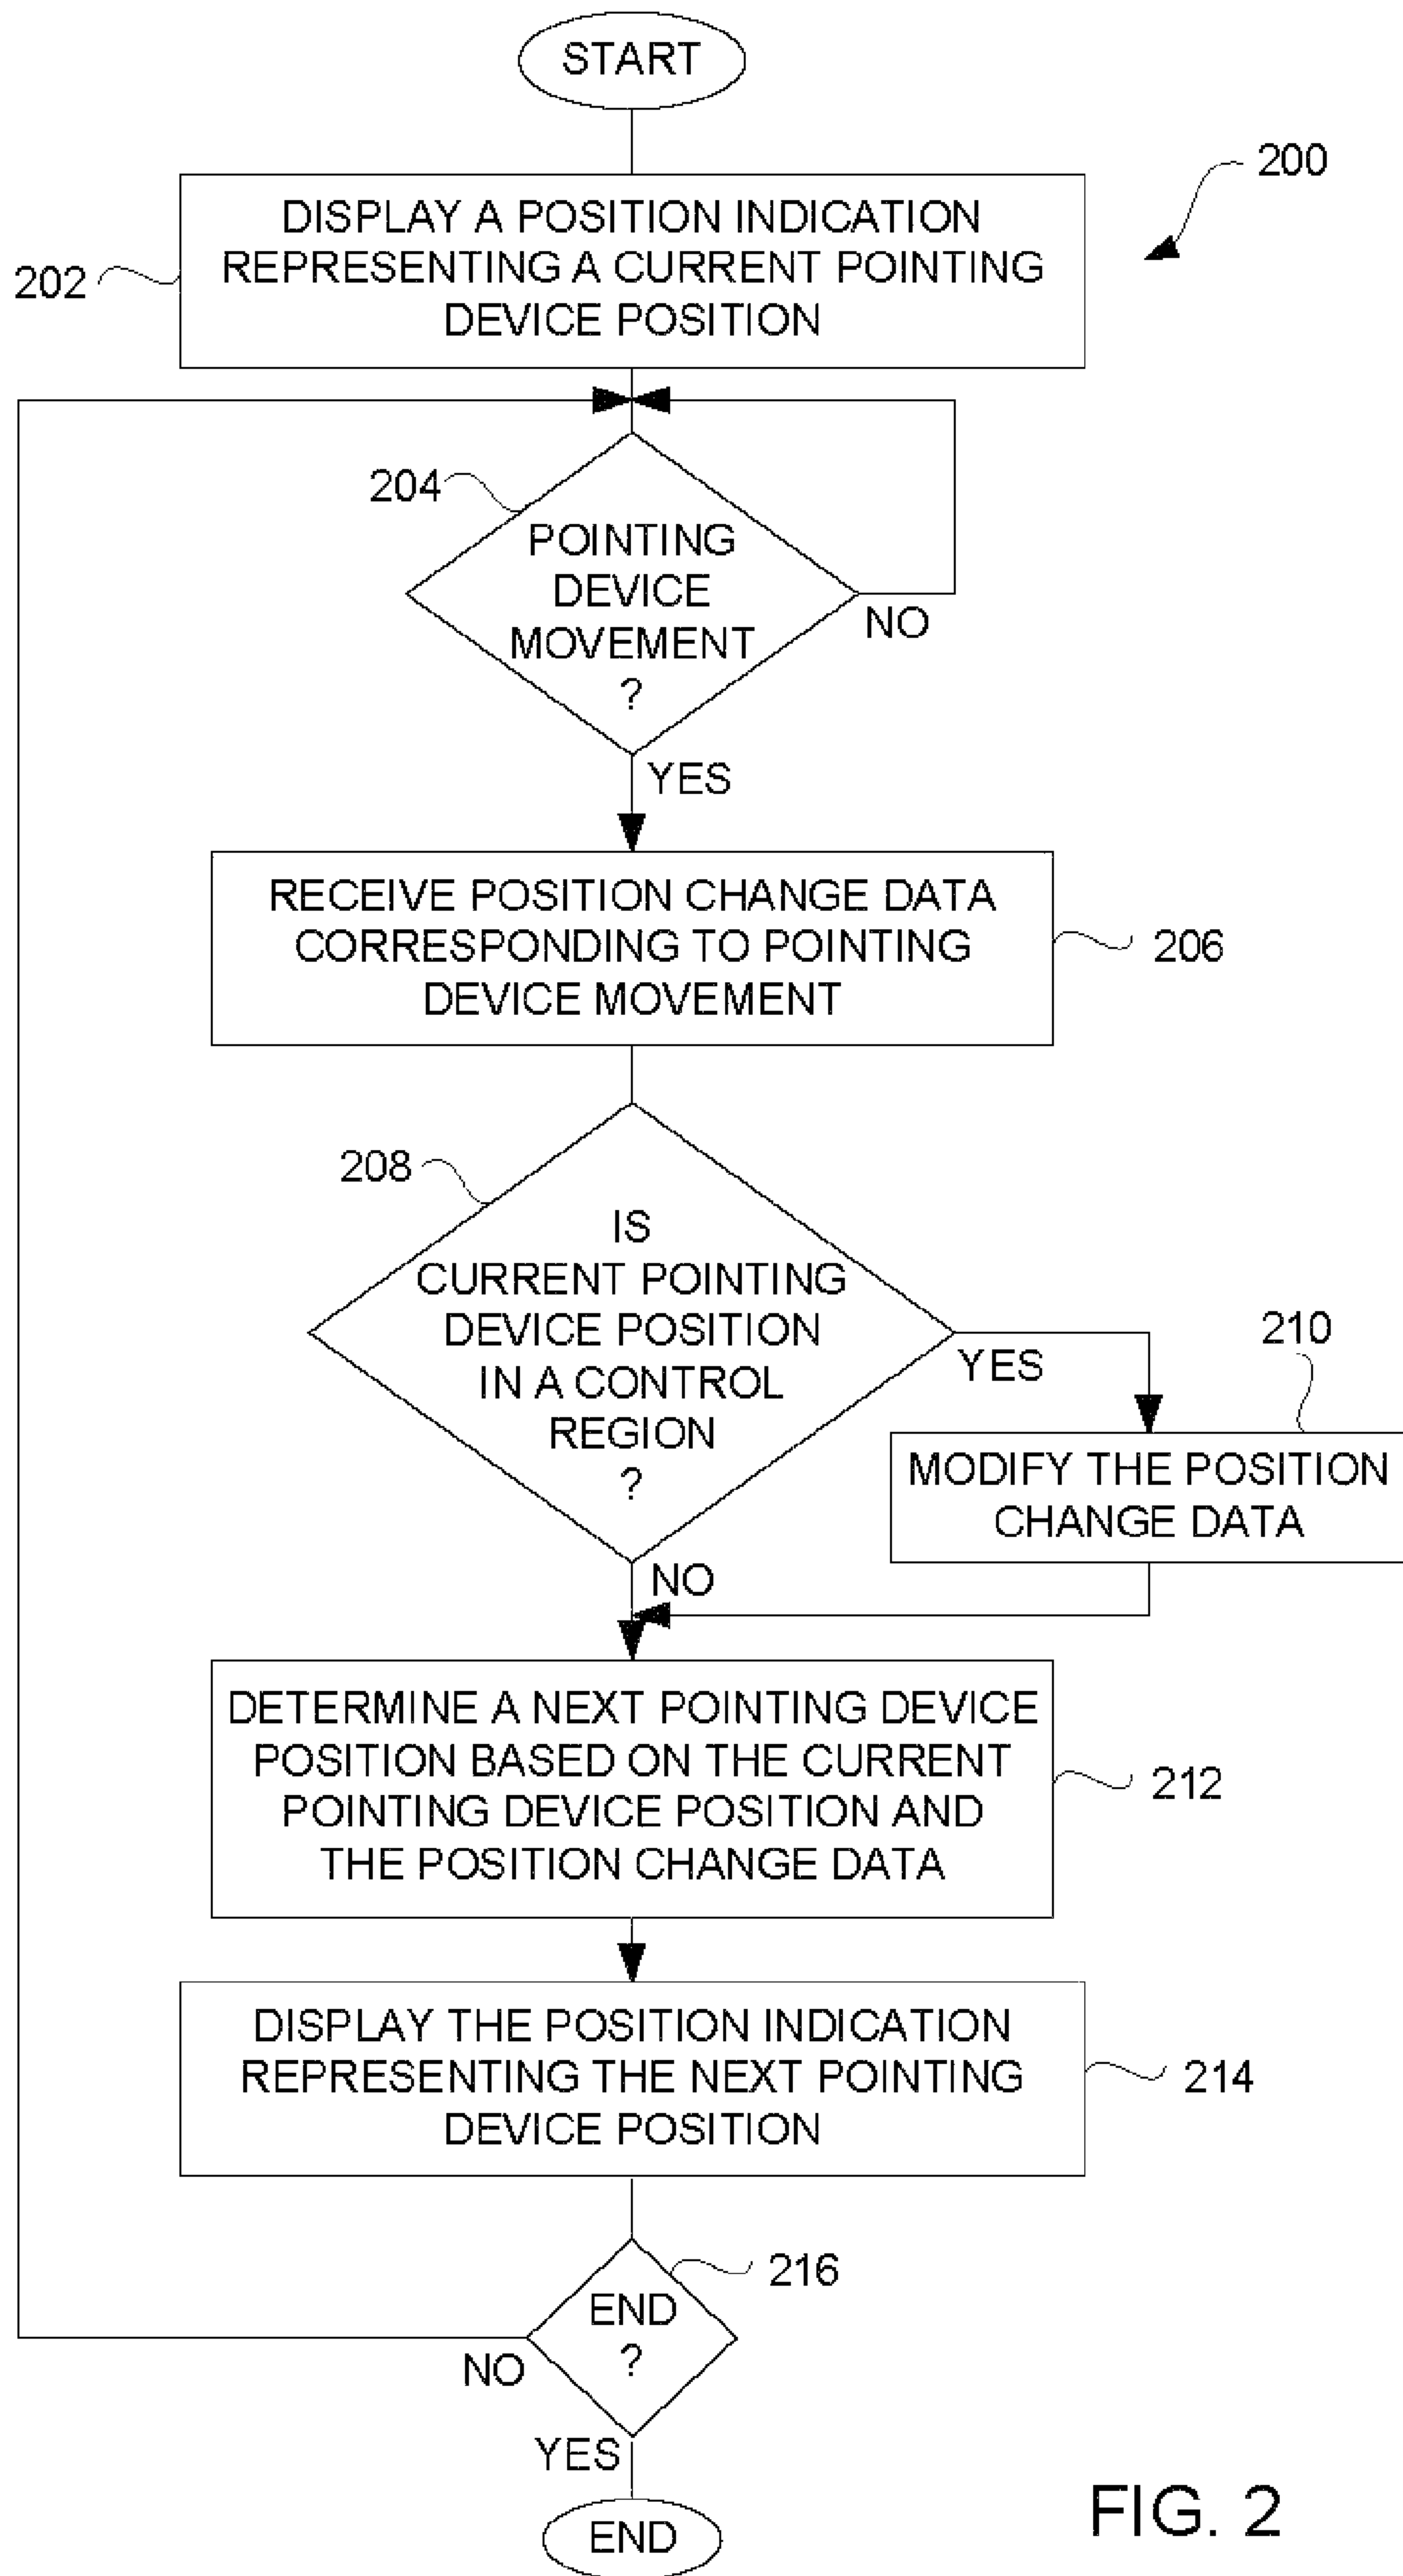 START
200
DISPLAY A POSITION INDICATION
REPRESENTING A CURRENT POINTING
DEVICE POSITION
202
204
POINTING
DEVICE
MOVEMENT
?
NO
YES
RECEIVE POSITION CHANGE DATA
CORRESPONDING TO POINTING
DEVICE MOVEMENT
206
208
IS
CURRENT POINTING
DEVICE POSITION
IN A CONTROL
REGION
?
YES
210
MODIFY THE POSITION
CHANGE DATA
NO
DETERMINE A NEXT POINTING DEVICE
POSITION BASED ON THE CURRENT
POINTING DEVICE POSITION AND
THE POSITION CHANGE DATA
212
DISPLAY THE POSITION INDICATION
REPRESENTING THE NEXT POINTING
DEVICE POSITION
214
216
END
?
NO
YES
END
FIG. 2